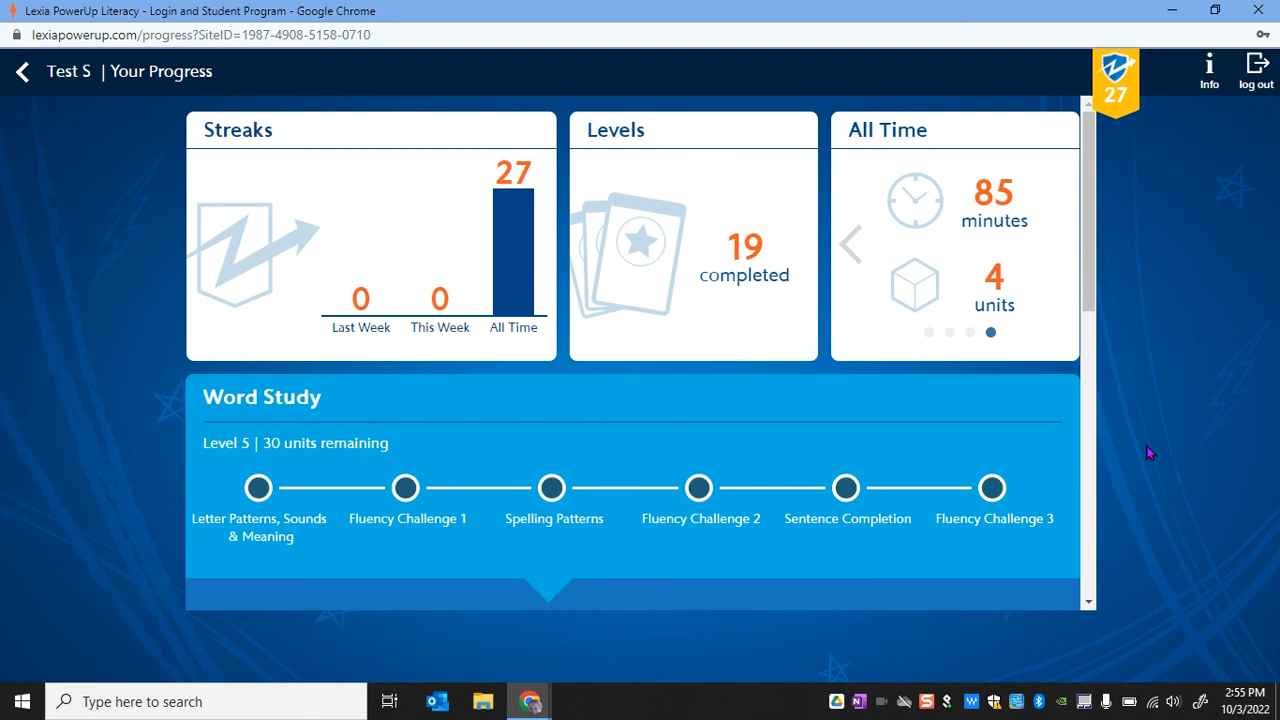 Lexia PowerUp Literacy - Login and Student Program - Google Chrome
lexiapowerup.com/progress?SiteID=1987-4908-5158-0710
Test S | Your Progress
27
Info
log out
Streaks
27
0
0
Last Week
This Week
All Time
Levels
19
completed
All Time
85
minutes
4
units
Word Study
Level 5 | 30 units remaining
Letter Patterns, Sounds
& Meaning
Fluency Challenge 1
Spelling Patterns
Fluency Challenge 2
Sentence Completion
Fluency Challenge 3
Type here to search
2:55 PM
10/3/2022